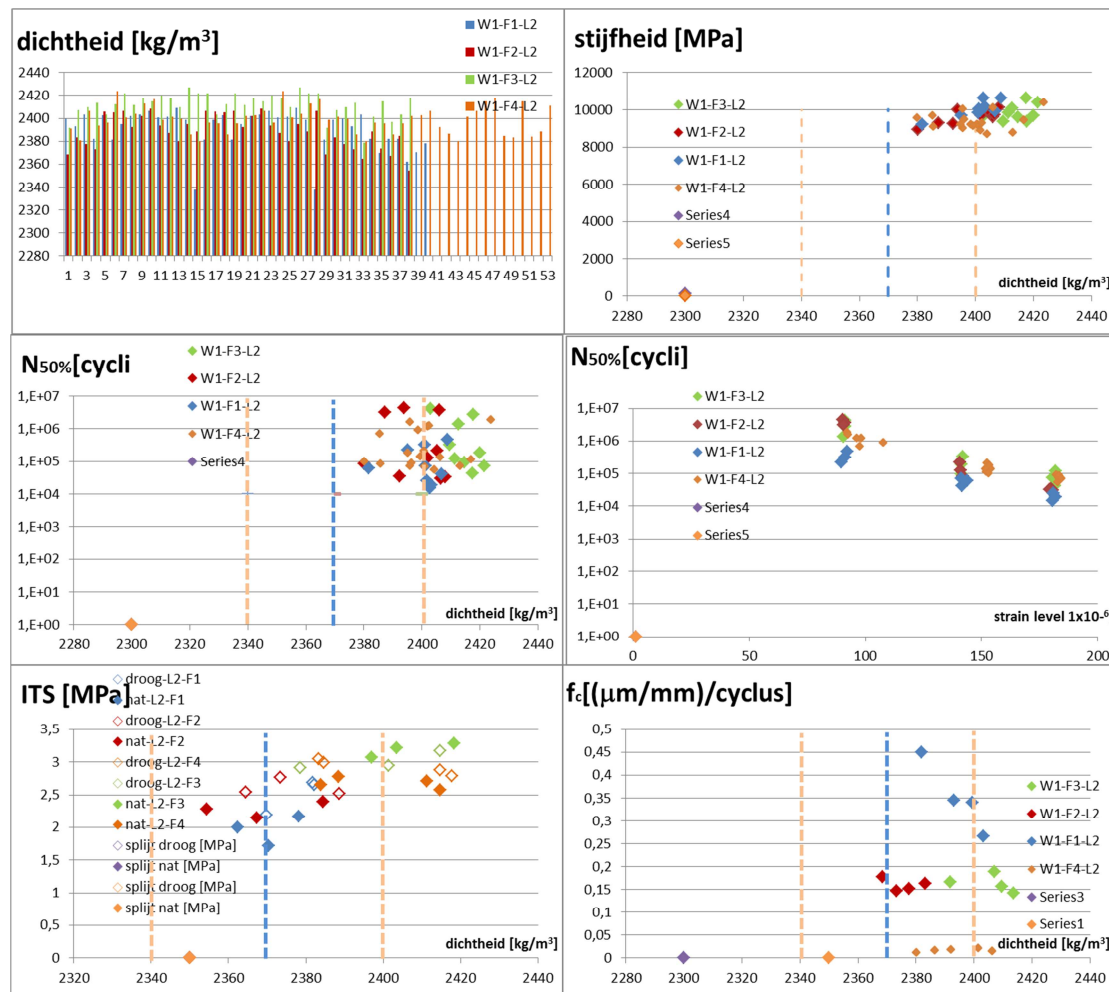 dichtheid [kg/m³]
W1-F1-L2
W1-F2-L2
W1-F3-L2
W1-F4-L2
2440
2420
2400
2380
2360
2340
2320
2300
2280
1 3 5 7 9 11 13 15 17 19 21 23 25 27 29 31 33 35 37 39 41 43 45 47 49 51 53
stijfheid [MPa]
12000
10000
8000
6000
4000
2000
0
W1-F3-L2
W1-F2-L2
W1-F1-L2
W1-F4-L2
Series4
Series5
dichtheid [kg/m³]
2280 2300 2320 2340 2360 2380 2400 2420 2440
N50%[cycli
W1-F3-L2
W1-F2-L2
W1-F1-L2
W1-F4-L2
Series4
1,E+07
1,E+06
1,E+05
1,E+04
1,E+03
1,E+02
1,E+01
1,E+00
dichtheid [kg/m³]
2280 2300 2320 2340 2360 2380 2400 2420 2440
N50%[cycli]
W1-F3-L2
W1-F2-L2
W1-F1-L2
W1-F4-L2
Series4
Series5
1,E+07
1,E+06
1,E+05
1,E+04
1,E+03
1,E+02
1,E+01
1,E+00
strain level 1x10-⁶
0 50 100 150 200
ITS [MPa]
droog-L2-F1
nat-L2-F1
droog-L2-F2
nat-L2-F2
droog-L2-F4
droog-L2-F3
nat-L2-F3
nat-L2-F4
splijt droog [MPa]
splijt nat [MPa]
splijt droog [MPa]
splijt nat [MPa]
3,5
3
2,5
2
1,5
1
0,5
0
dichtheid [kg/m³]
2320 2340 2360 2380 2400 2420 2440
fc[(µm/mm)/cyclus]
0,5
0,45
0,4
0,35
0,3
0,25
0,2
0,15
0,1
0,05
0
W1-F3-L2
W1-F2-L2
W1-F1-L2
W1-F4-L2
Series3
Series1
dichtheid [kg/m³]
2280 2300 2320 2340 2360 2380 2400 2420 2440